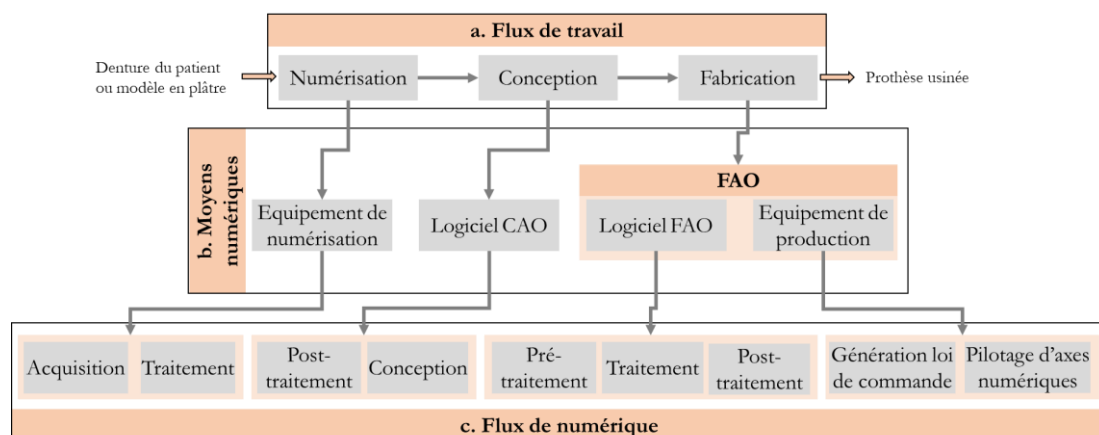 a. Flux de travail
Denture du patient
ou modèle en plâtre
Numérisation
Conception
Fabrication
Prothèse usinée
b. Moyens
numériques
FAO
Equipement de
numérisation
Logiciel CAO
Logiciel FAO
Equipement de
production
Acquisition
Traitement
Post-
traitement
Conception
Pré-
traitement
Traitement
Post-
traitement
Génération loi
de commande
Pilotage d'axes
numériques
c. Flux de numérique